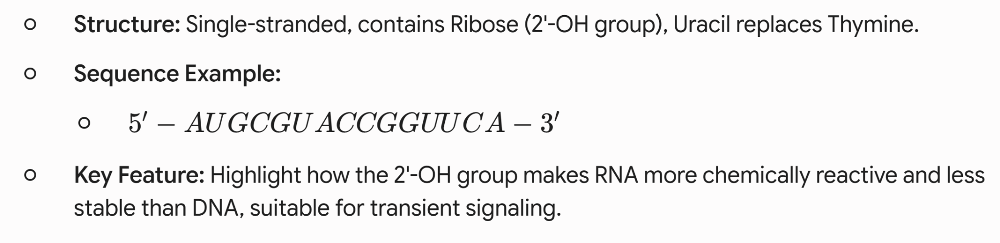 Structure: Single-stranded, contains Ribose (2'-OH group), Uracil replaces Thymine.
Sequence Example:
5′ − AUGCGUACCGGUUCA − 3′
Key Feature: Highlight how the 2'-OH group makes RNA more chemically reactive and less
stable than DNA, suitable for transient signaling.